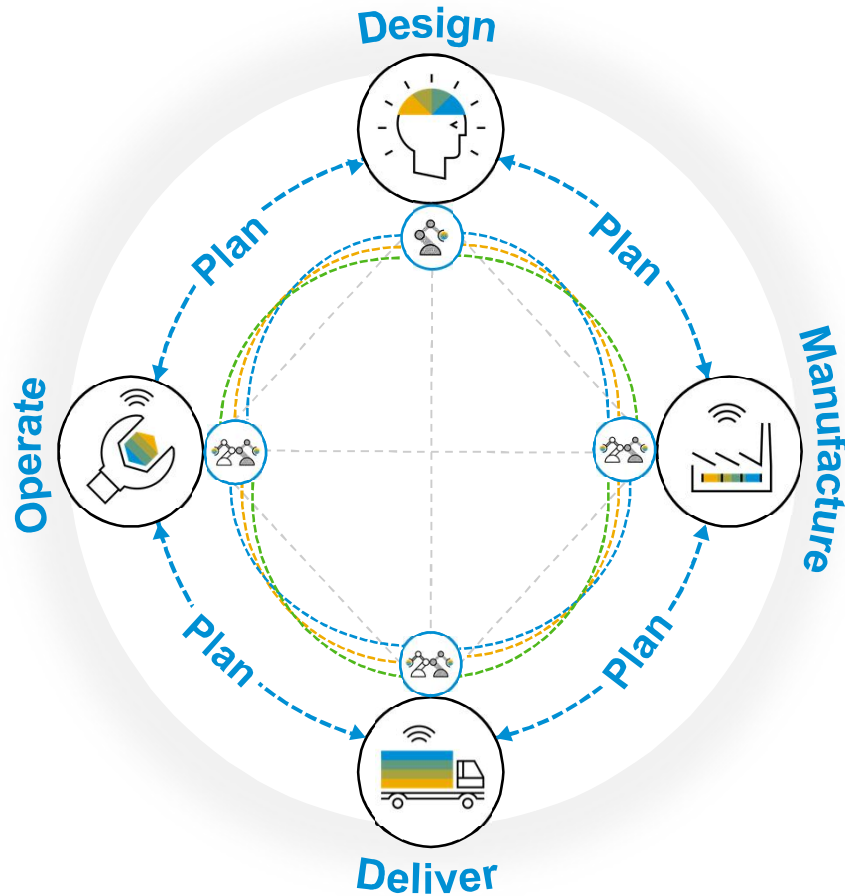 Design
Plan
Plan
Operate
Manufacture
Plan
Plan
Deliver